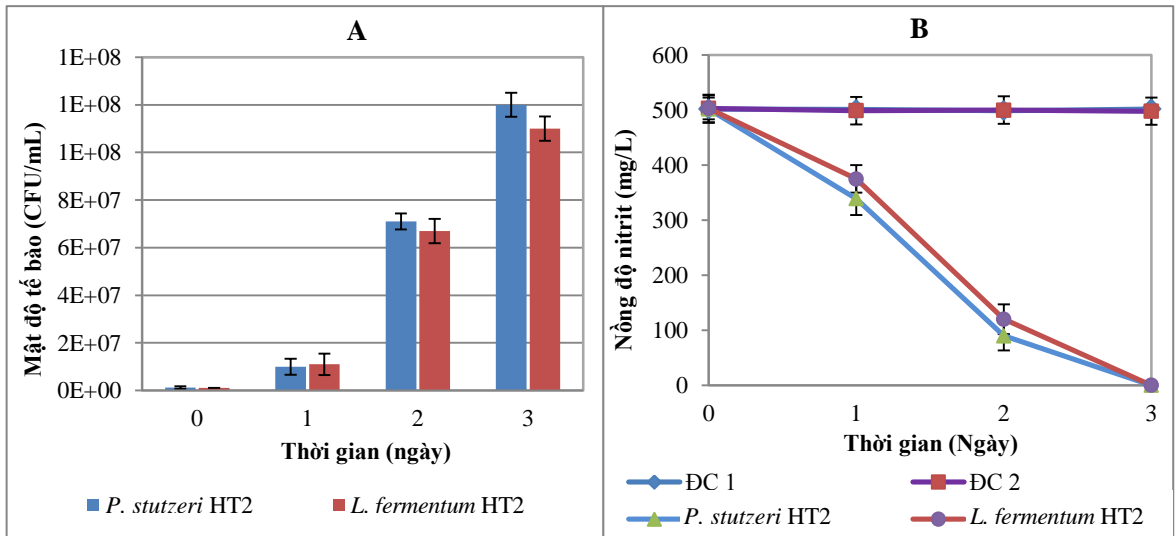 A
1E+08
1E+08
1E+08
8E+07
6E+07
4E+07
2E+07
0E+00
Mật độ tế bào (CFU/mL)
0 1 2 3
Thời gian (ngày)
P. stutzeri HT2 L. fermentum HT2
B
600
500
400
300
200
100
0
Nồng độ nitrit (mg/L)
0 1 2 3
Thời gian (Ngày)
ĐC 1 ĐC 2
P. stutzeri HT2 L. fermentum HT2